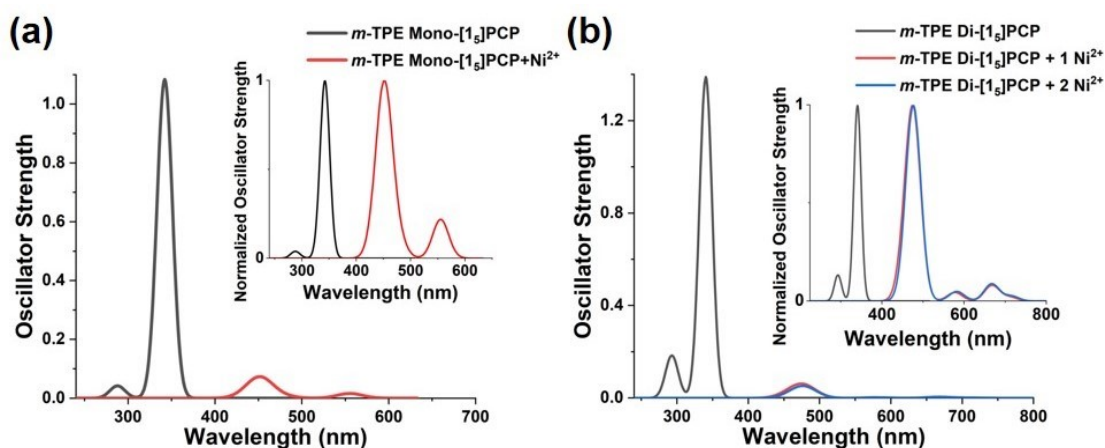 (a)
m-TPE Mono-[1₅]PCP
m-TPE Mono-[1₅]PCP+Ni²⁺
Oscillator Strength
1.0
0.8
0.6
0.4
0.2
0.0
300 400 500 600 700
Wavelength (nm)
Normalized Oscillator Strength
1
0
300 400 500 600
Wavelength (nm)
(b)
m-TPE Di-[1₅]PCP
m-TPE Di-[1₅]PCP + 1 Ni²⁺
m-TPE Di-[1₅]PCP + 2 Ni²⁺
Oscillator Strength
1.2
0.8
0.4
0.0
300 400 500 600 700 800
Wavelength (nm)
Normalized Oscillator Strength
1
0
400 600 800
Wavelength (nm)